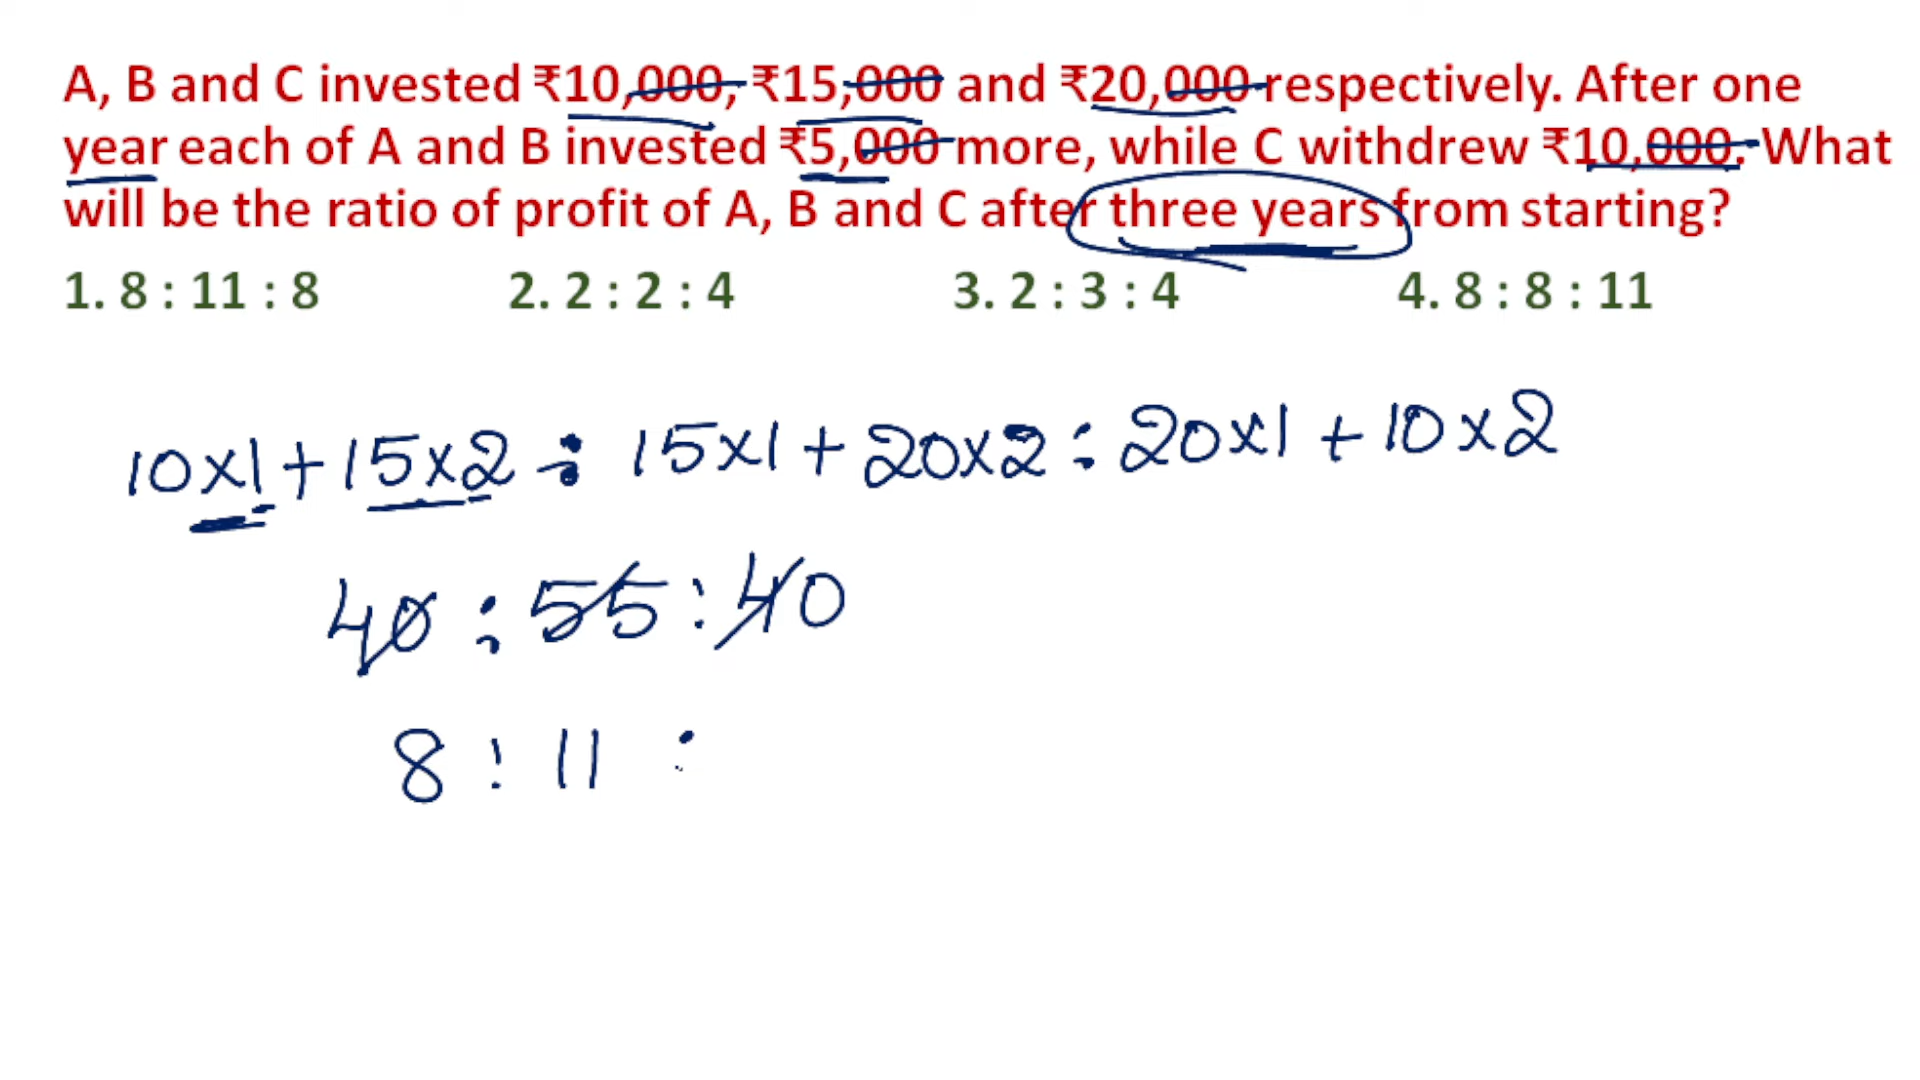 A, B and C invested ₹10,000, ₹15,000 and ₹20,000 respectively. After one
year each of A and B invested ₹5,000 more, while C withdrew ₹10,000. What
will be the ratio of profit of A, B and C after three years from starting?
1. 8 : 11 : 8 2. 2 : 2 : 4 3. 2 : 3 : 4 4. 8 : 8 : 11
10x1+15x2 : 15x1+20x2 : 20x1+10x2
40 : 55 : 40
8 : 11 :